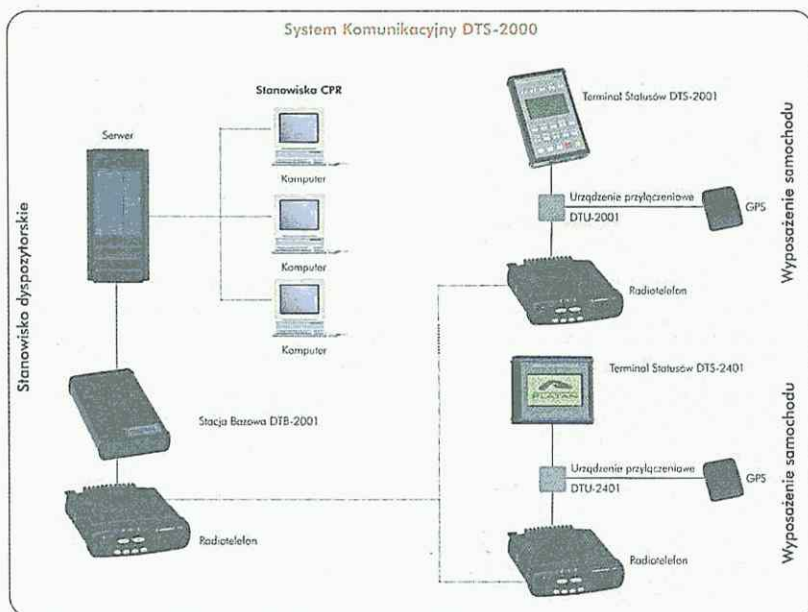 System Komunikacyjny DTS-2000
Stanowisko dyspozytorskie
Serwer
Stanowiska CPR
Komputer
Komputer
Komputer
Stacja Bazowa DTB-2001
Radiotelefon
Terminal Statusów DTS-2001
Urządzenie przyłączeniowe
DTU-2001
GPS
Radiotelefon
Wyposażenie samochodu
Terminal Statusów DTS-2401
PLATAN
Urządzenie przyłączeniowe
DTU-2401
GPS
Radiotelefon
Wyposażenie samochodu